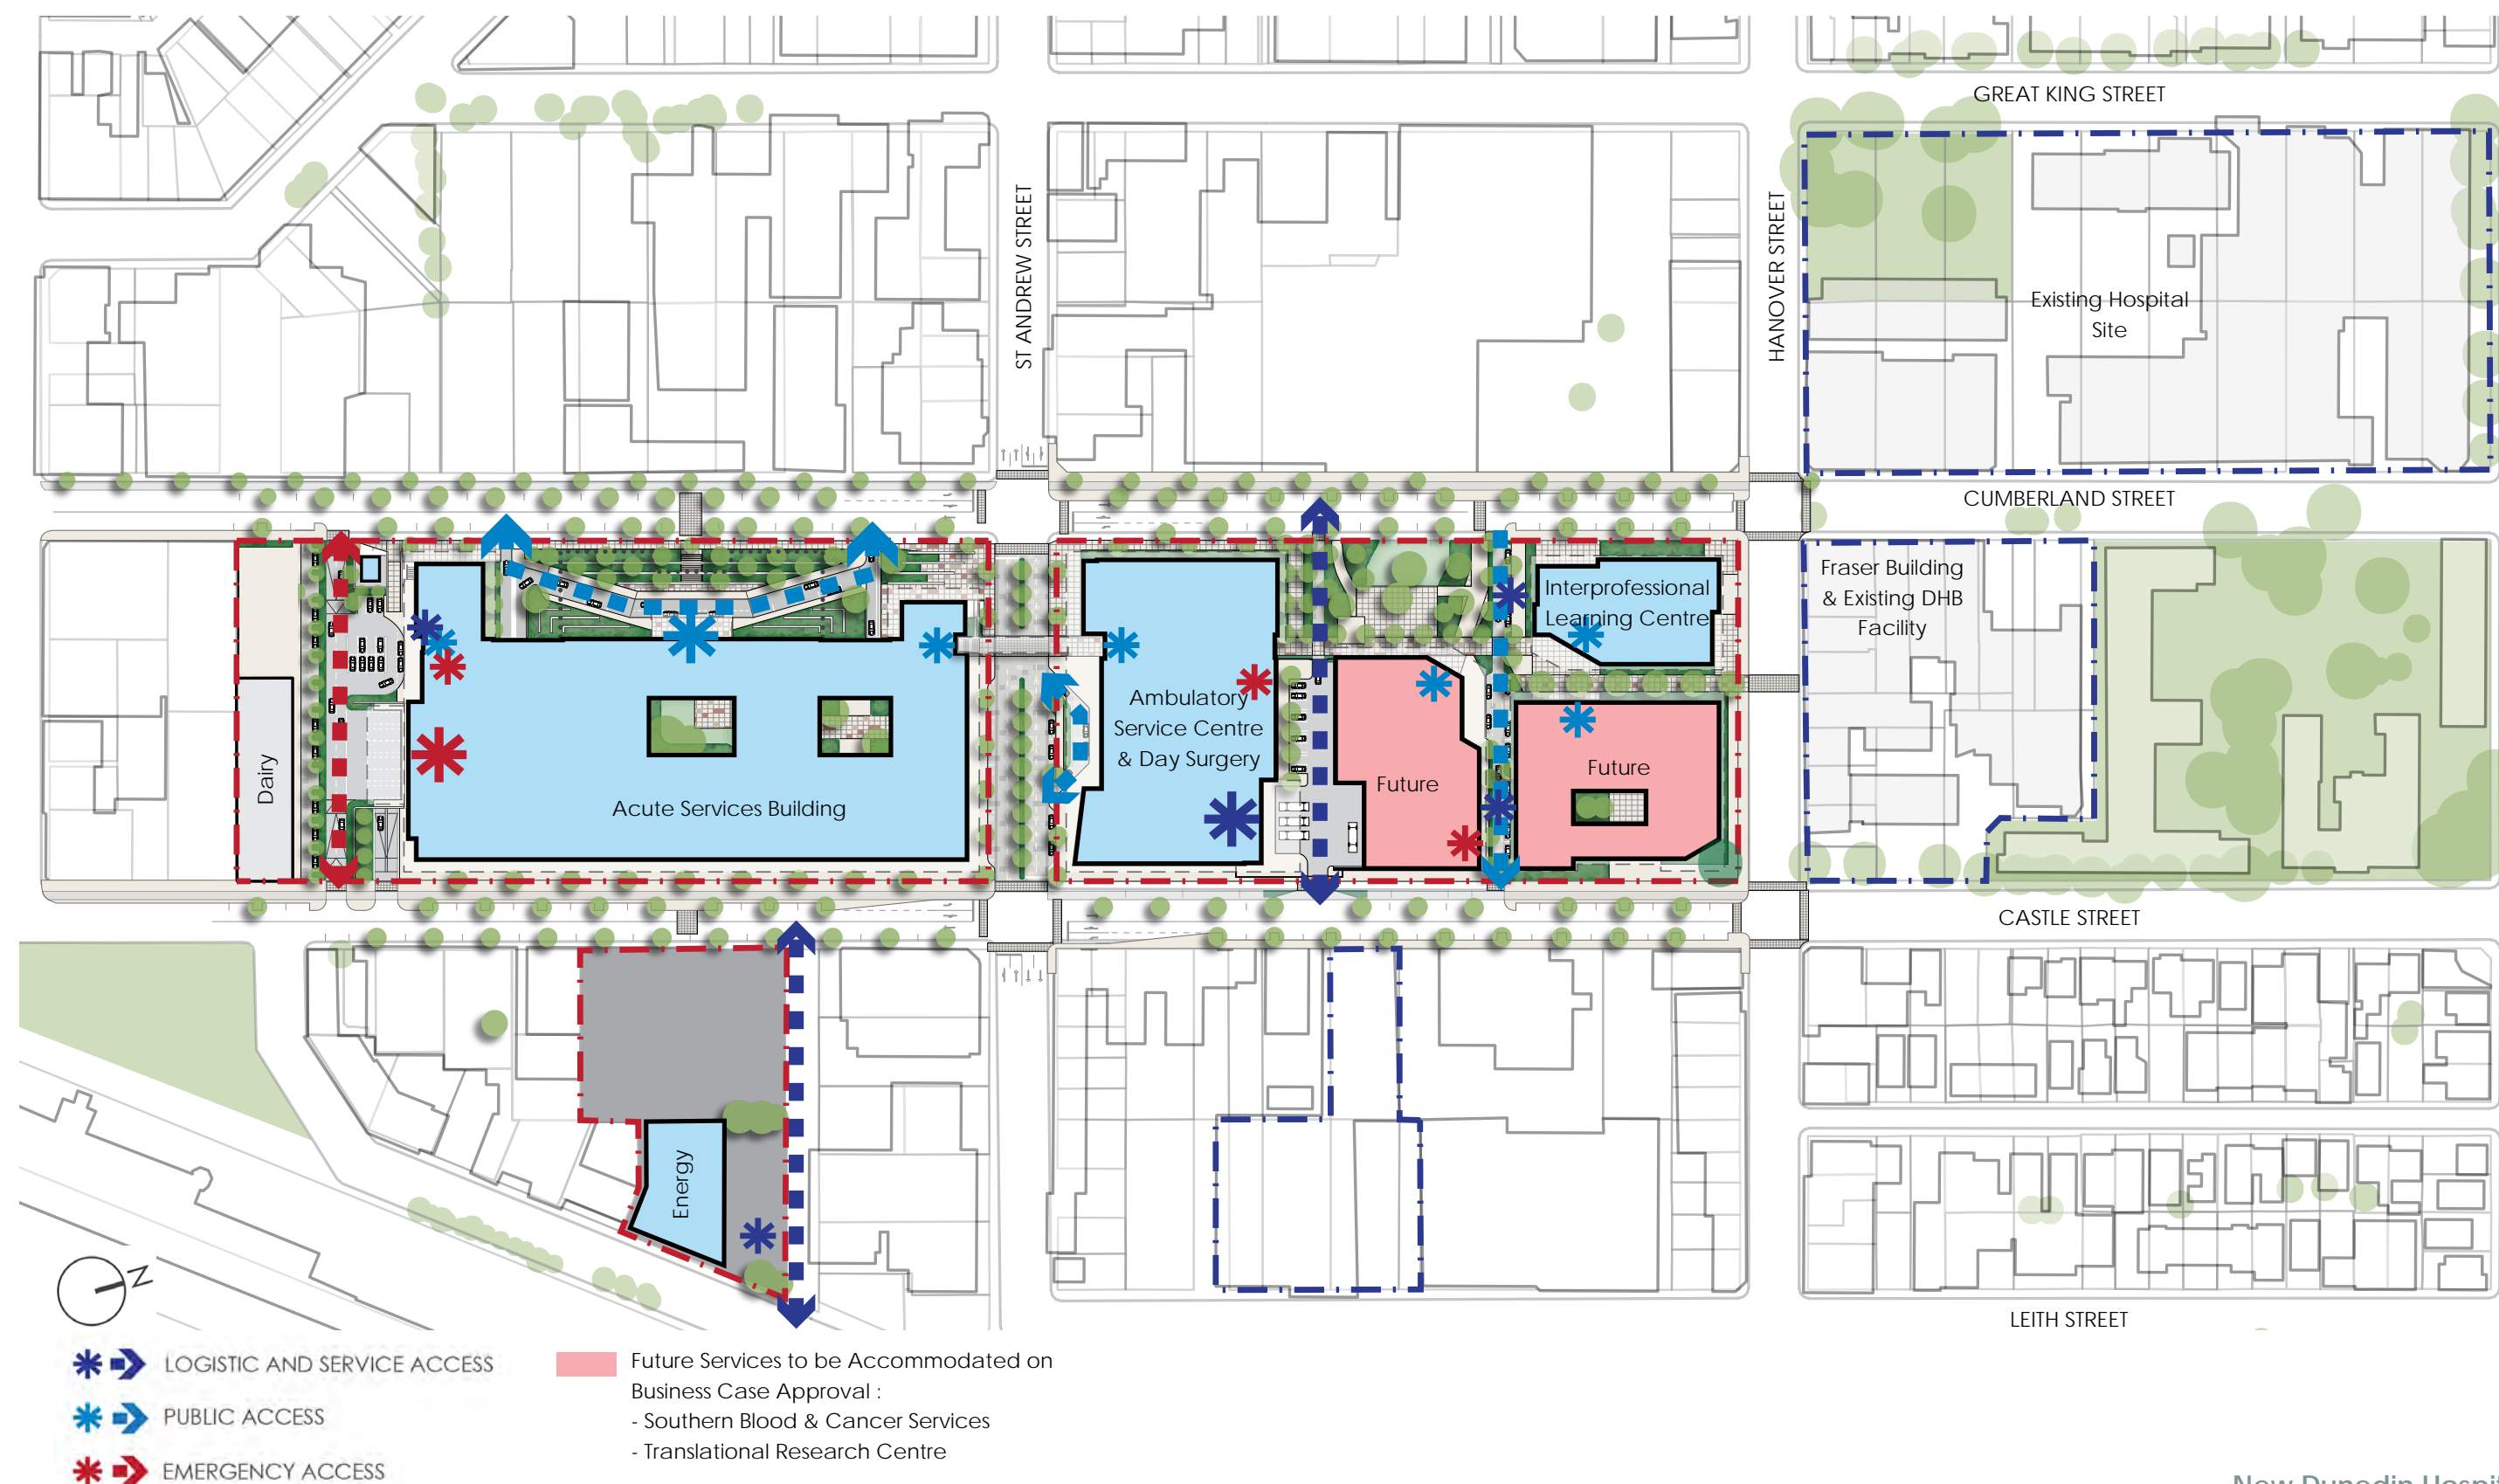 GREAT KING STREET
ST ANDREW STREET
HANOVER STREET
Existing Hospital
Site
CUMBERLAND STREET
Interprofessional
Learning Centre
Fraser Building
& Existing DHB
Facility
Ambulatory
Service Centre
& Day Surgery
Dairy
Acute Services Building
Future
Future
CASTLE STREET
Energy
LEITH STREET
N
LOGISTIC AND SERVICE ACCESS
PUBLIC ACCESS
EMERGENCY ACCESS
Future Services to be Accommodated on
Business Case Approval :
- Southern Blood & Cancer Services
- Translational Research Centre
New Dunedin Hospit